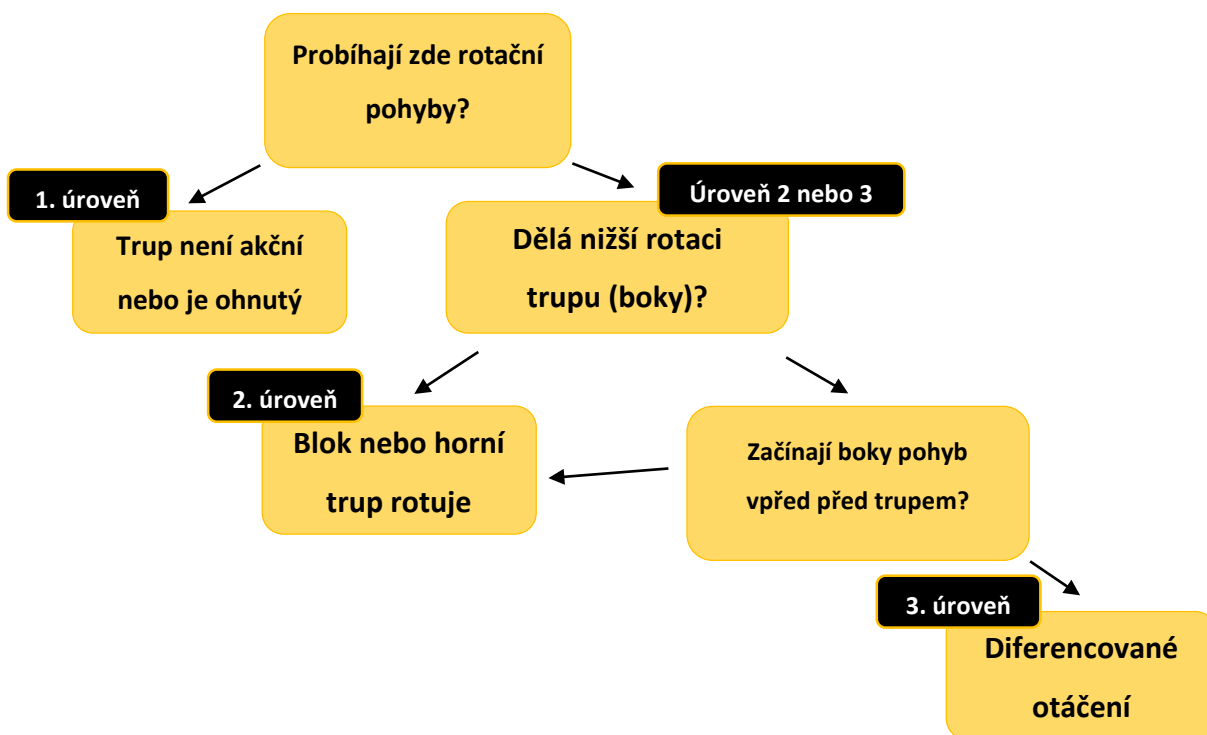 Probíhají zde rotační
pohyby?
1. úroveň
Trup není akční
nebo je ohnutý
Úroveň 2 nebo 3
Dělá nižší rotaci
trupu (boky)?
2. úroveň
Blok nebo horní
trup rotuje
Začínají boky pohyb
vpřed před trupem?
3. úroveň
Diferencované
otáčení